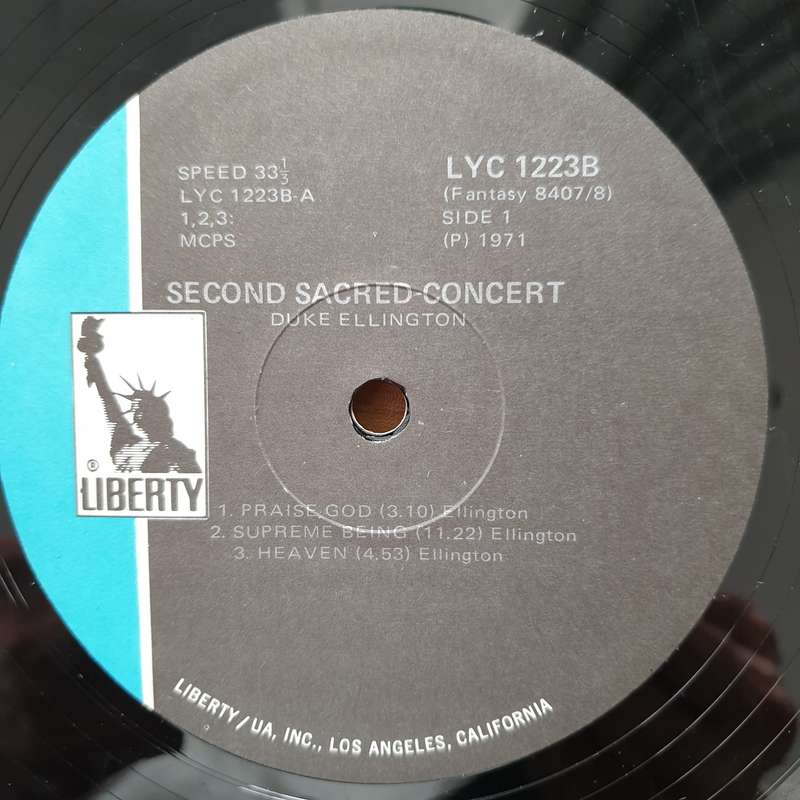 SPEED 33⅓
LYC 1223B-A
1,2,3:
MCPS
LYC 1223B
(Fantasy 8407/8)
SIDE 1
(P) 1971
SECOND SACRED CONCERT
DUKE ELLINGTON
® LIBERTY
1. PRAISE GOD (3.10) Ellington
2. SUPREME BEING (11.22) Ellington
3. HEAVEN (4.53) Ellington
LIBERTY/UA, INC., LOS ANGELES, CALIFORNIA